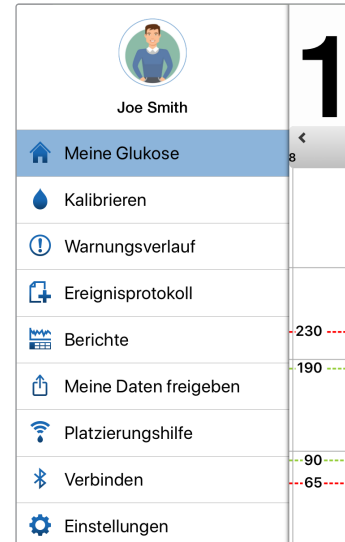 Joe Smith
Meine Glukose
Kalibrieren
Warnungsverlauf
Ereignisprotokoll
Berichte
Meine Daten freigeben
Platzierungshilfe
Verbinden
Einstellungen
1
8
230
190
90
65